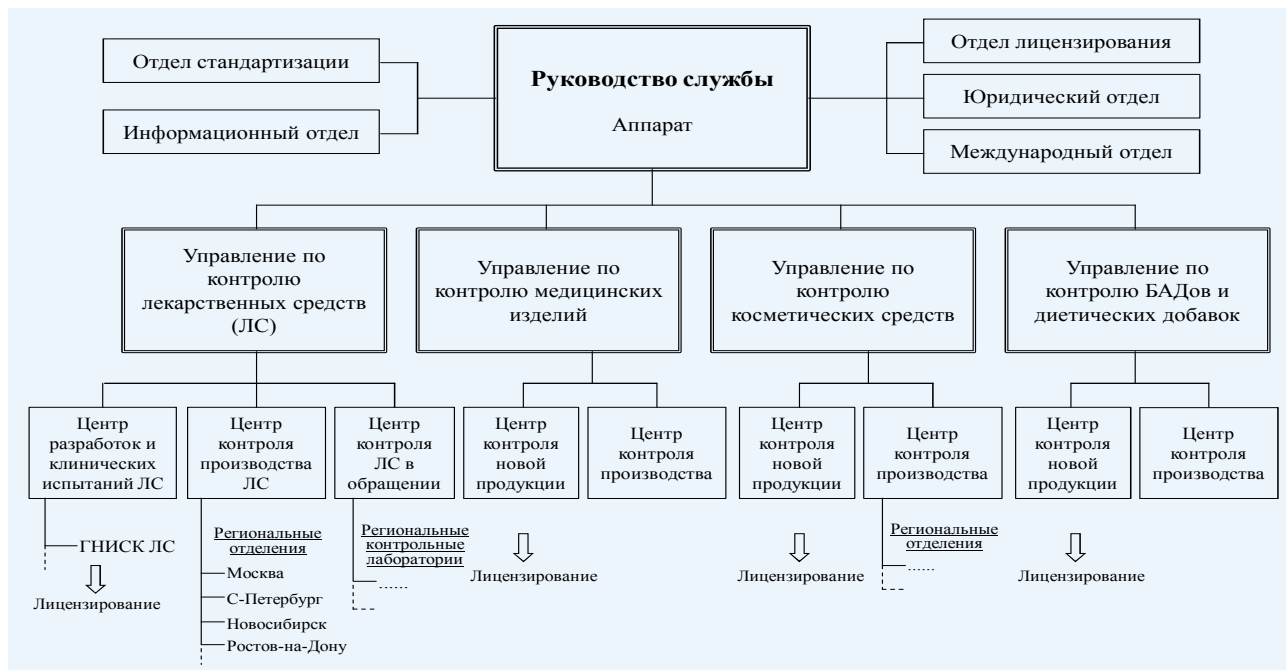 Отдел стандартизации
Информационный отдел
Руководство службы
Аппарат
Отдел лицензирования
Юридический отдел
Международный отдел
Управление по
контролю
лекарственных средств
(ЛС)
Управление по
контролю медицинских
изделий
Управление по
контролю
косметических средств
Управление по
контролю БАДов и
диетических добавок
Центр
разработок и
клинических
испытаний ЛС
Центр
контроля
производства
ЛС
Центр
контроля
ЛС в
обращении
Центр
контроля
новой
продукции
Центр
контроля
производства
Центр
контроля
новой
продукции
Центр
контроля
производства
Центр
контроля
новой
продукции
Центр
контроля
производства
ГНИСК ЛС
Лицензирование
Региональные
отделения
Москва
С-Петербург
Новосибирск
Ростов-на-Дону
Региональные
контрольные
лаборатории
......
Лицензирование
Лицензирование
Региональные
отделения
......
Лицензирование